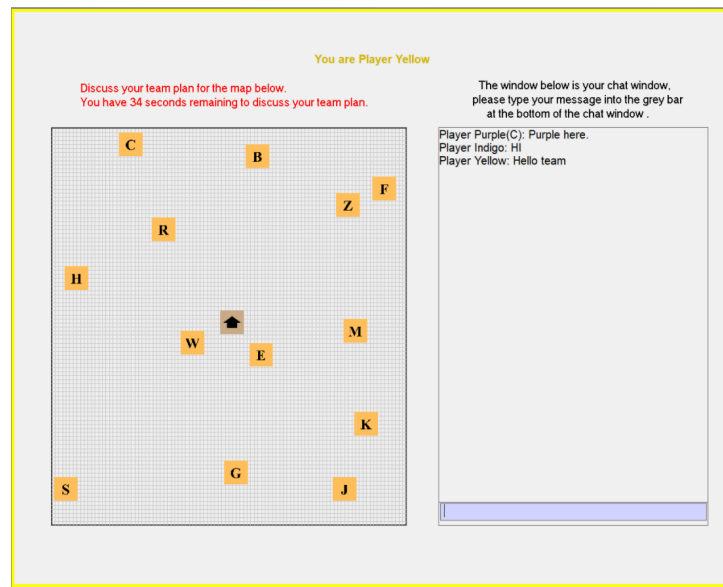 You are Player Yellow
Discuss your team plan for the map below.
You have 34 seconds remaining to discuss your team plan.
The window below is your chat window,
please type your message into the grey bar
at the bottom of the chat window .
Player Purple(C): Purple here.
Player Indigo: HI
Player Yellow: Hello team
C
B
F
Z
R
H
M
W
E
K
G
S
J